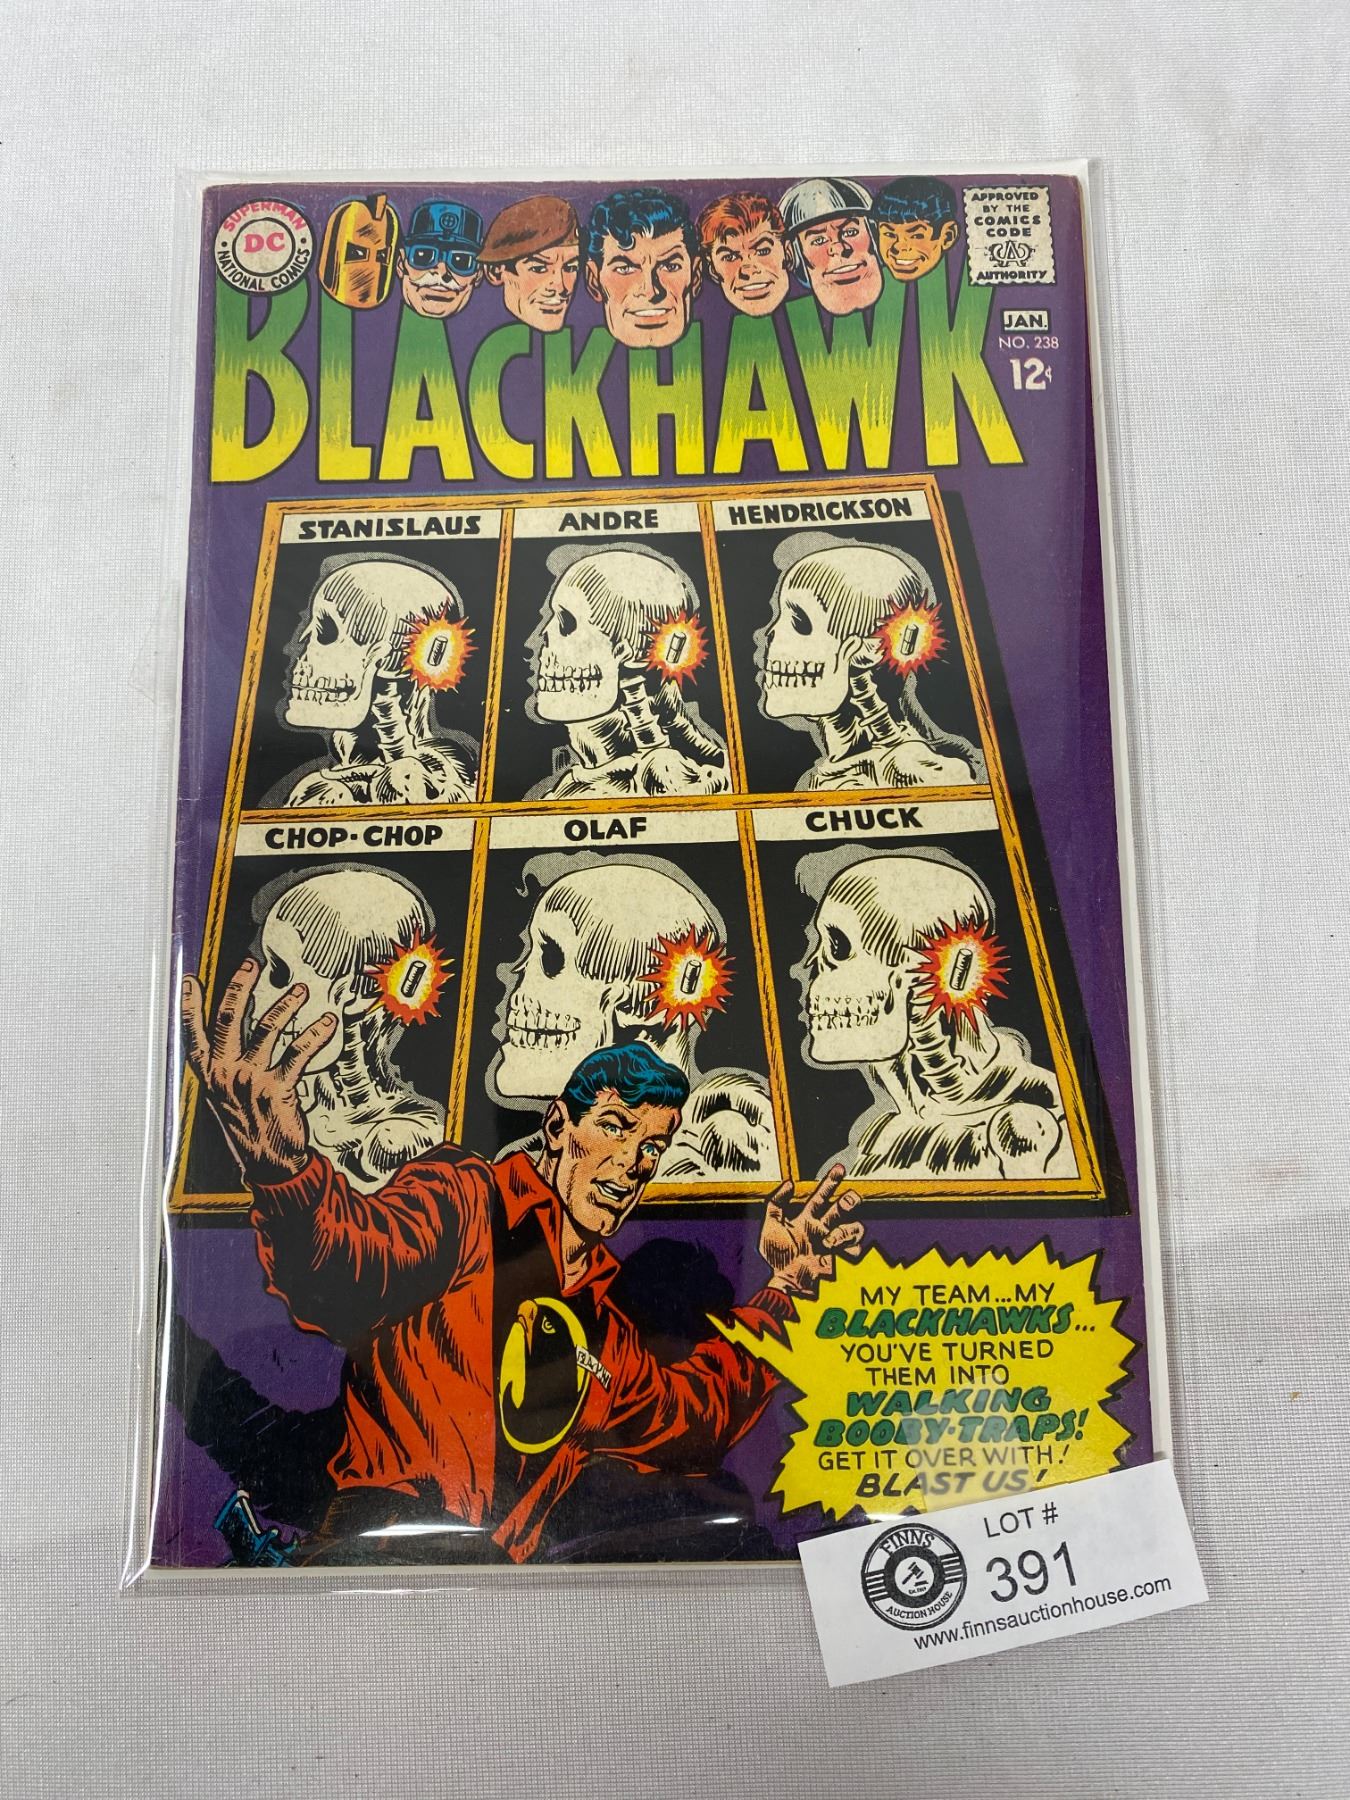 SUPERMAN
DC
NATIONAL COMICS
APPROVED
BY THE
COMICS
CODE
CA
AUTHORITY
BLACKHAWK
JAN.
NO. 238
12¢
STANISLAUS
ANDRE
HENDRICKSON
CHOP-CHOP
OLAF
CHUCK
MY TEAM...MY
BLACKHAWKS...
YOU'VE TURNED
THEM INTO
WALKING
BOOBY-TRAPS!
GET IT OVER WITH!
BLAST US!
LOT #
391
FINNS
AUCTION HOUSE
www.finnsauctionhouse.com